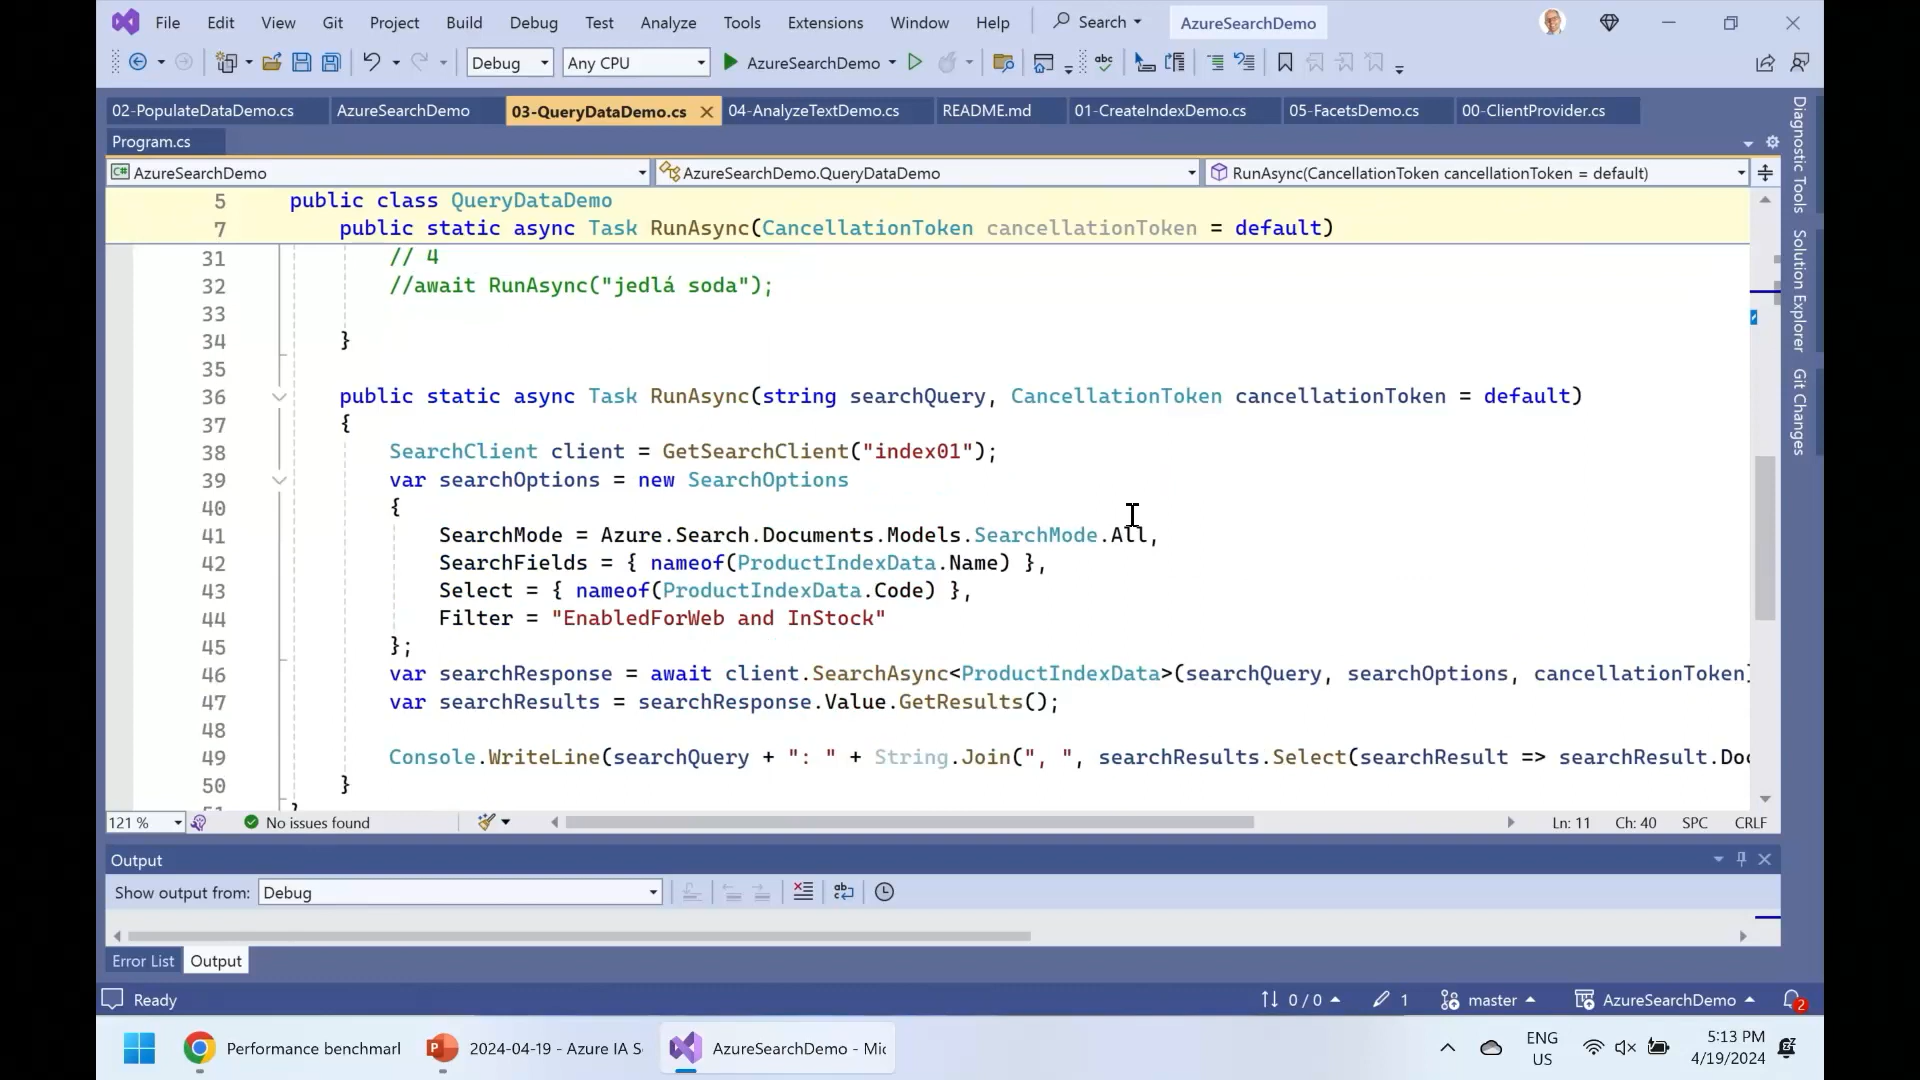 File Edit View Git Project Build Debug Test Analyze Tools Extensions Window Help Search AzureSearchDemo
Debug Any CPU AzureSearchDemo
02-PopulateDataDemo.cs AzureSearchDemo 03-QueryDataDemo.cs 04-AnalyzeTextDemo.cs README.md 01-CreateIndexDemo.cs 05-FacetsDemo.cs 00-ClientProvider.cs
Program.cs
C# AzureSearchDemo AzureSearchDemo.QueryDataDemo RunAsync(CancellationToken cancellationToken = default)
5 public class QueryDataDemo
7 public static async Task RunAsync(CancellationToken cancellationToken = default)
31 // 4
32 //await RunAsync("jedlá soda");
33
34 }
35
36 public static async Task RunAsync(string searchQuery, CancellationToken cancellationToken = default)
37 {
38 SearchClient client = GetSearchClient("index01");
39 var searchOptions = new SearchOptions
40 {
41 SearchMode = Azure.Search.Documents.Models.SearchMode.All,
42 SearchFields = { nameof(ProductIndexData.Name) },
43 Select = { nameof(ProductIndexData.Code) },
44 Filter = "EnabledForWeb and InStock"
45 };
46 var searchResponse = await client.SearchAsync<ProductIndexData>(searchQuery, searchOptions, cancellationToken)
47 var searchResults = searchResponse.Value.GetResults();
48
49 Console.WriteLine(searchQuery + ": " + String.Join(", ", searchResults.Select(searchResult => searchResult.Doc
50 }
121 % No issues found Ln: 11 Ch: 40 SPC CRLF
Output
Show output from: Debug
Error List Output
Ready 0 / 0 1 master AzureSearchDemo 2
Performance benchmarl 2024-04-19 - Azure IA S AzureSearchDemo - Mic
ENG
US
5:13 PM
4/19/2024
Diagnostic Tools
Solution Explorer
Git Changes